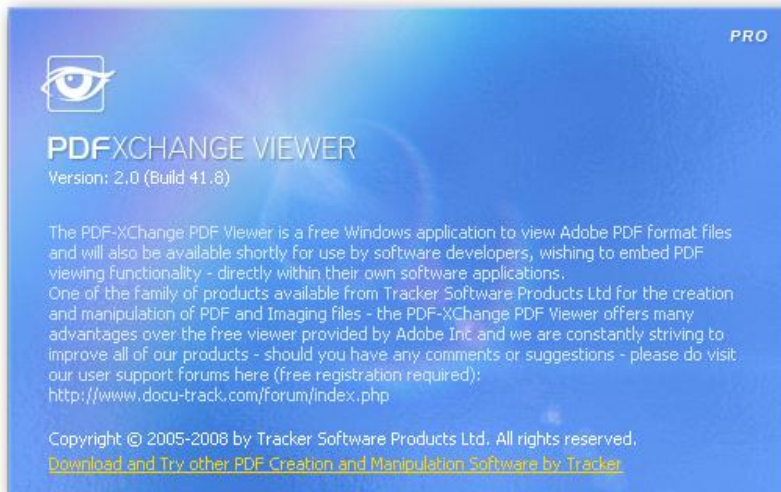 PRO
PDFXCHANGE VIEWER
Version: 2.0 (Build 41.8)
The PDF-XChange PDF Viewer is a free Windows application to view Adobe PDF format files
and will also be available shortly for use by software developers, wishing to embed PDF
viewing functionality - directly within their own software applications.
One of the family of products available from Tracker Software Products Ltd for the creation
and manipulation of PDF and Imaging files - the PDF-XChange PDF Viewer offers many
advantages over the free viewer provided by Adobe Inc and we are constantly striving to
improve all of our products - should you have any comments or suggestions - please do visit
our user support forums here (free registration required):
http://www.docu-track.com/forum/index.php
Copyright © 2005-2008 by Tracker Software Products Ltd. All rights reserved.
Download and Try other PDF Creation and Manipulation Software by Tracker